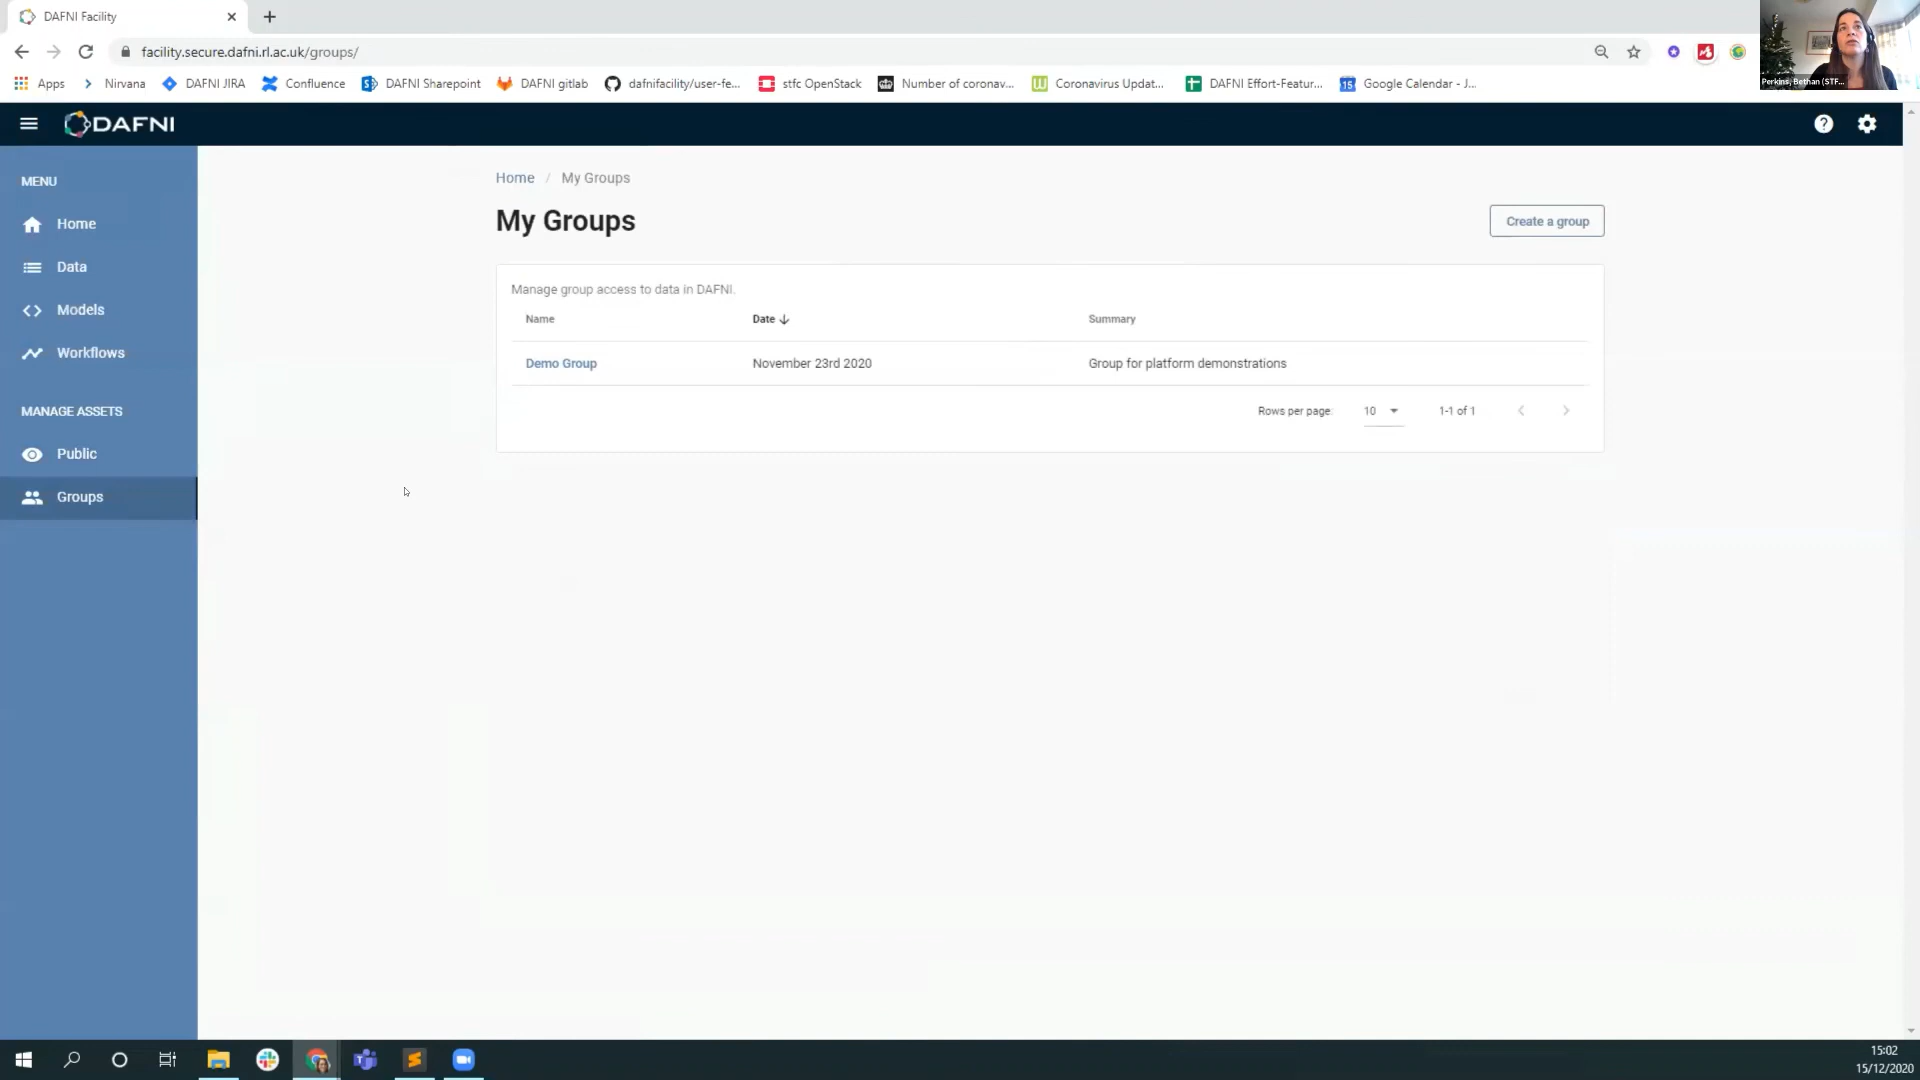 DAFNI Facility
facility.secure.dafni.rl.ac.uk/groups/
Apps Nirvana DAFNI JIRA Confluence DAFNI Sharepoint DAFNI gitlab dafnifacility/user-fe... stfc OpenStack Number of coronav... Coronavirus Updat... DAFNI Effort-Featur... Google Calendar - J...
Perkins, Bethan (STF...
DAFNI
MENU
Home
Data
Models
Workflows
MANAGE ASSETS
Public
Groups
Home / My Groups
My Groups
Create a group
Manage group access to data in DAFNI.
Name Date Summary
Demo Group November 23rd 2020 Group for platform demonstrations
Rows per page: 10 1-1 of 1
15:02
15/12/2020